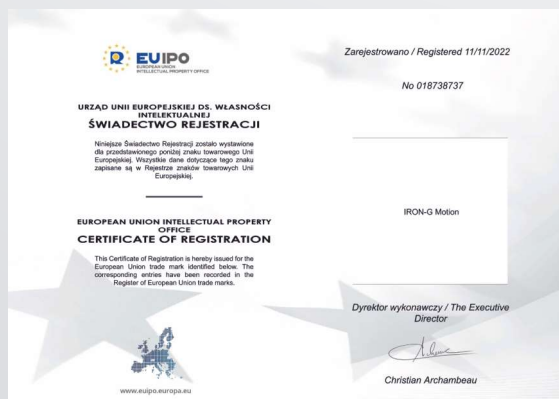 EUIPO
EUROPEAN UNION
INTELLECTUAL PROPERTY OFFICE
URZĄD UNII EUROPEJSKIEJ DS. WŁASNOŚCI
INTELEKTUALNEJ
ŚWIADECTWO REJESTRACJI
Niniejsze Świadectwo Rejestracji zostało wystawione
dla przedstawionego poniżej znaku towarowego Unii
Europejskiej. Wszystkie dane dotyczące tego znaku
zapisane są w Rejestrze znaków towarowych Unii
Europejskiej.
EUROPEAN UNION INTELLECTUAL PROPERTY
OFFICE
CERTIFICATE OF REGISTRATION
This Certificate of Registration is hereby issued for the
European Union trade mark identified below. The
corresponding entries have been recorded in the
Register of European Union trade marks.
www.euipo.europa.eu
Zarejestrowano / Registered 11/11/2022
No 018738737
IRON-G Motion
Dyrektor wykonawczy / The Executive
Director
Christian Archambeau